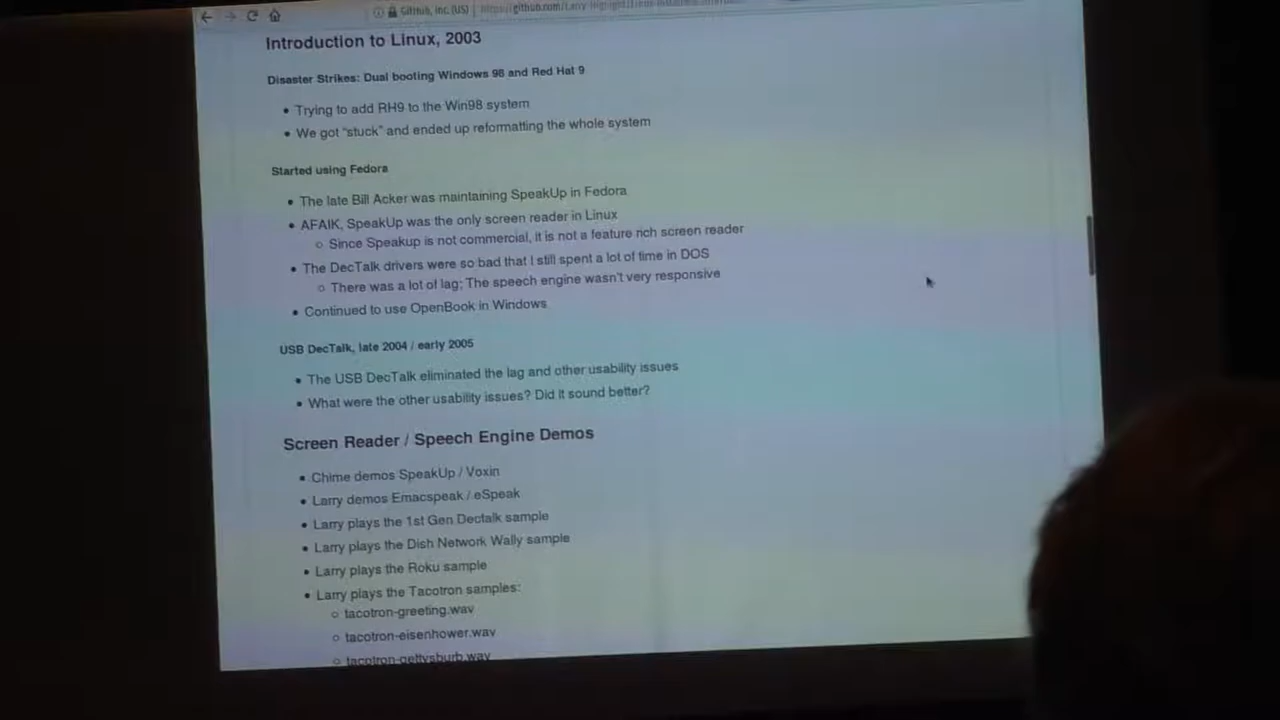 GitHub, Inc. (US)
Introduction to Linux, 2003
Disaster Strikes: Dual booting Windows 98 and Red Hat 9
• Trying to add RH9 to the Win98 system
• We got "stuck" and ended up reformatting the whole system
Started using Fedora
• The late Bill Acker was maintaining SpeakUp in Fedora
• AFAIK, SpeakUp was the only screen reader in Linux
○ Since Speakup is not commercial, it is not a feature rich screen reader
• The DecTalk drivers were so bad that I still spent a lot of time in DOS
○ There was a lot of lag; The speech engine wasn't very responsive
• Continued to use OpenBook in Windows
USB DecTalk, late 2004 / early 2005
• The USB DecTalk eliminated the lag and other usability issues
• What were the other usability issues? Did it sound better?
Screen Reader / Speech Engine Demos
• Chime demos SpeakUp / Voxin
• Larry demos Emacspeak / eSpeak
• Larry plays the 1st Gen Dectalk sample
• Larry plays the Dish Network Wally sample
• Larry plays the Roku sample
• Larry plays the Tacotron samples:
○ tacotron-greeting.wav
○ tacotron-eisenhower.wav
○ tacotron-gettysburb.wav